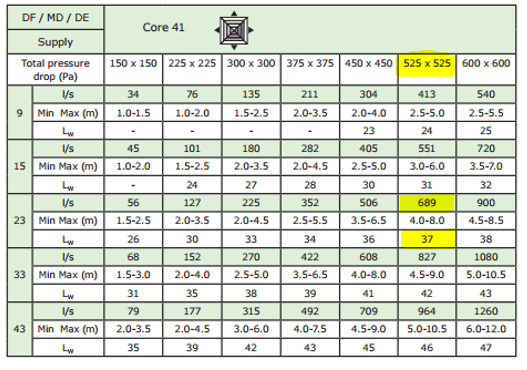 DF / MD / DE Core 41
Supply
Total pressure drop (Pa) 150 x 150 225 x 225 300 x 300 375 x 375 450 x 450 525 x 525 600 x 600
9 l/s 34 76 135 211 304 413 540
Min Max (m) 1.0-1.5 1.0-2.0 1.5-2.5 2.0-3.5 2.0-4.0 2.5-5.0 2.5-5.5
Lw - - - - 23 24 25
15 l/s 45 101 180 282 405 551 720
Min Max (m) 1.0-2.0 1.5-2.5 2.0-3.5 2.0-4.5 2.5-5.0 3.0-6.0 3.5-7.0
Lw - 24 27 28 30 31 32
23 l/s 56 127 225 352 506 689 900
Min Max (m) 1.5-2.5 2.0-3.5 2.0-4.5 2.5-5.5 3.5-6.5 4.0-8.0 4.5-8.5
Lw 26 30 33 34 36 37 38
33 l/s 68 152 270 422 608 827 1080
Min Max (m) 1.5-3.0 2.0-4.0 2.5-5.0 3.5-6.5 4.0-8.0 4.5-9.0 5.0-10.5
Lw 31 35 38 39 41 42 43
43 l/s 79 177 315 492 709 964 1260
Min Max (m) 2.0-3.5 2.0-4.5 3.0-6.0 4.0-7.5 4.5-9.0 5.0-10.5 6.0-12.0
Lw 35 39 42 43 45 46 47